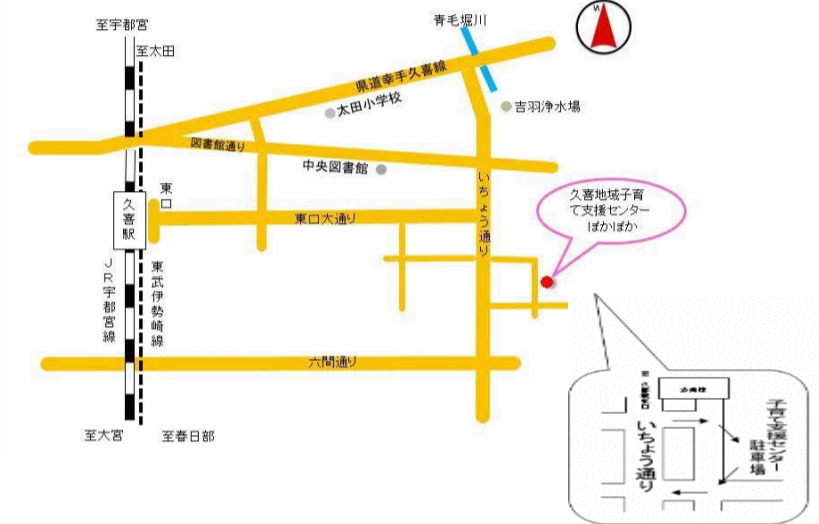 至宇都宮
至太田
青毛堀川
N
県道幸手久喜線
太田小学校
吉羽浄水場
図書館通り
中央図書館
東口
久喜駅
東口大通り
いちょう通り
久喜地域子育
て支援センター
ぽかぽか
JR宇都宮線
東武伊勢崎線
六間通り
至大宮
至春日部
いちょう通り
子育て支援センター
駐車場